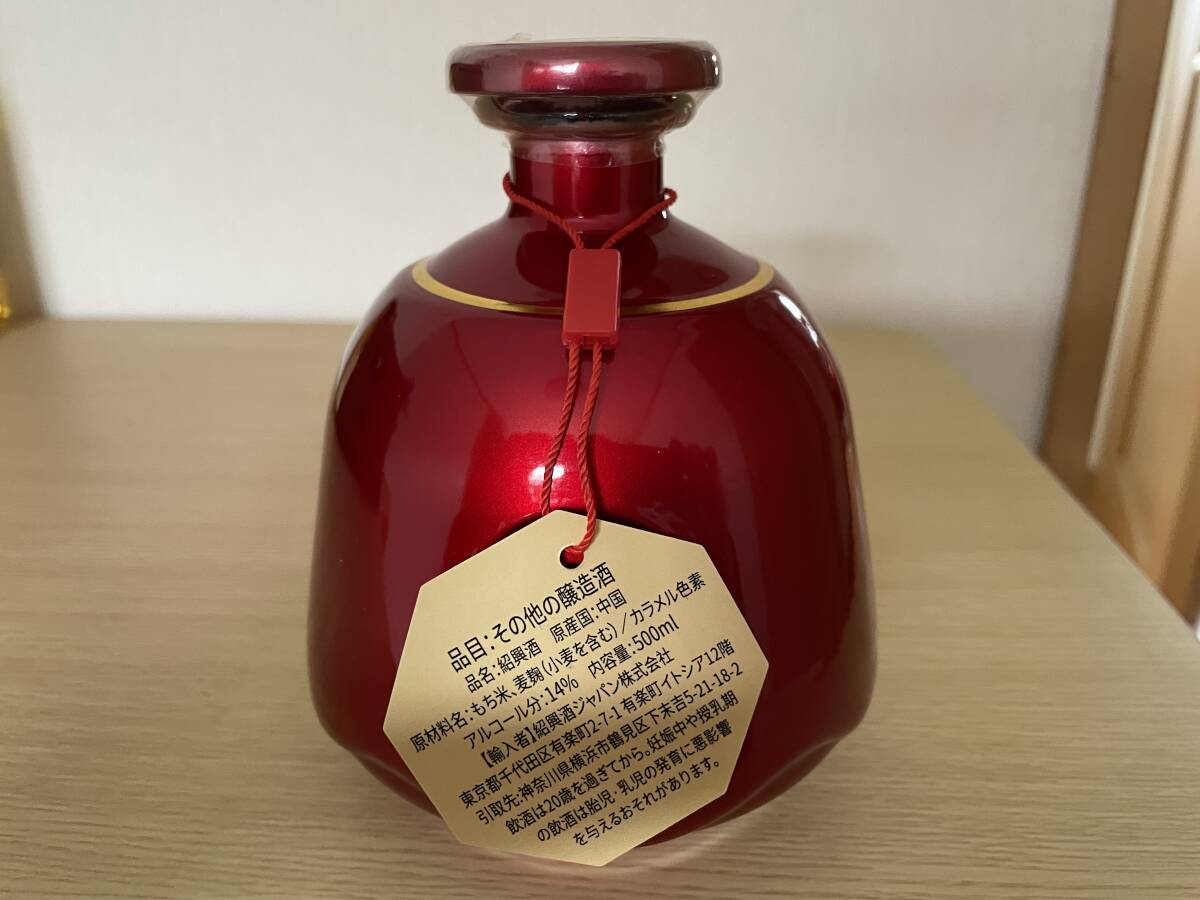 品目:その他の醸造酒
品名:紹興酒 原産国:中国
原材料名:もち米、麦麹(小麦を含む)/カラメル色素
アルコール分:14% 内容量:500ml
【輸入者】紹興酒ジャパン株式会社
東京都千代田区有楽町2-7-1 有楽町イトシア12階
引取先:神奈川県横浜市鶴見区下末吉5-21-18-2
飲酒は20歳を過ぎてから。妊娠中や授乳期
の飲酒は胎児・乳児の発育に悪影響
を与えるおそれがあります。